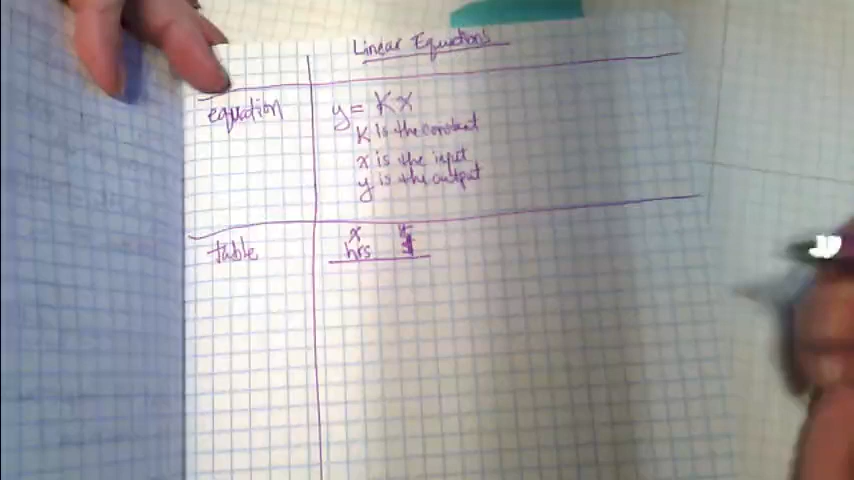 Linear Equations
equation
y = Kx
K is the constant
x is the input
y is the output
table
x y
hrs $